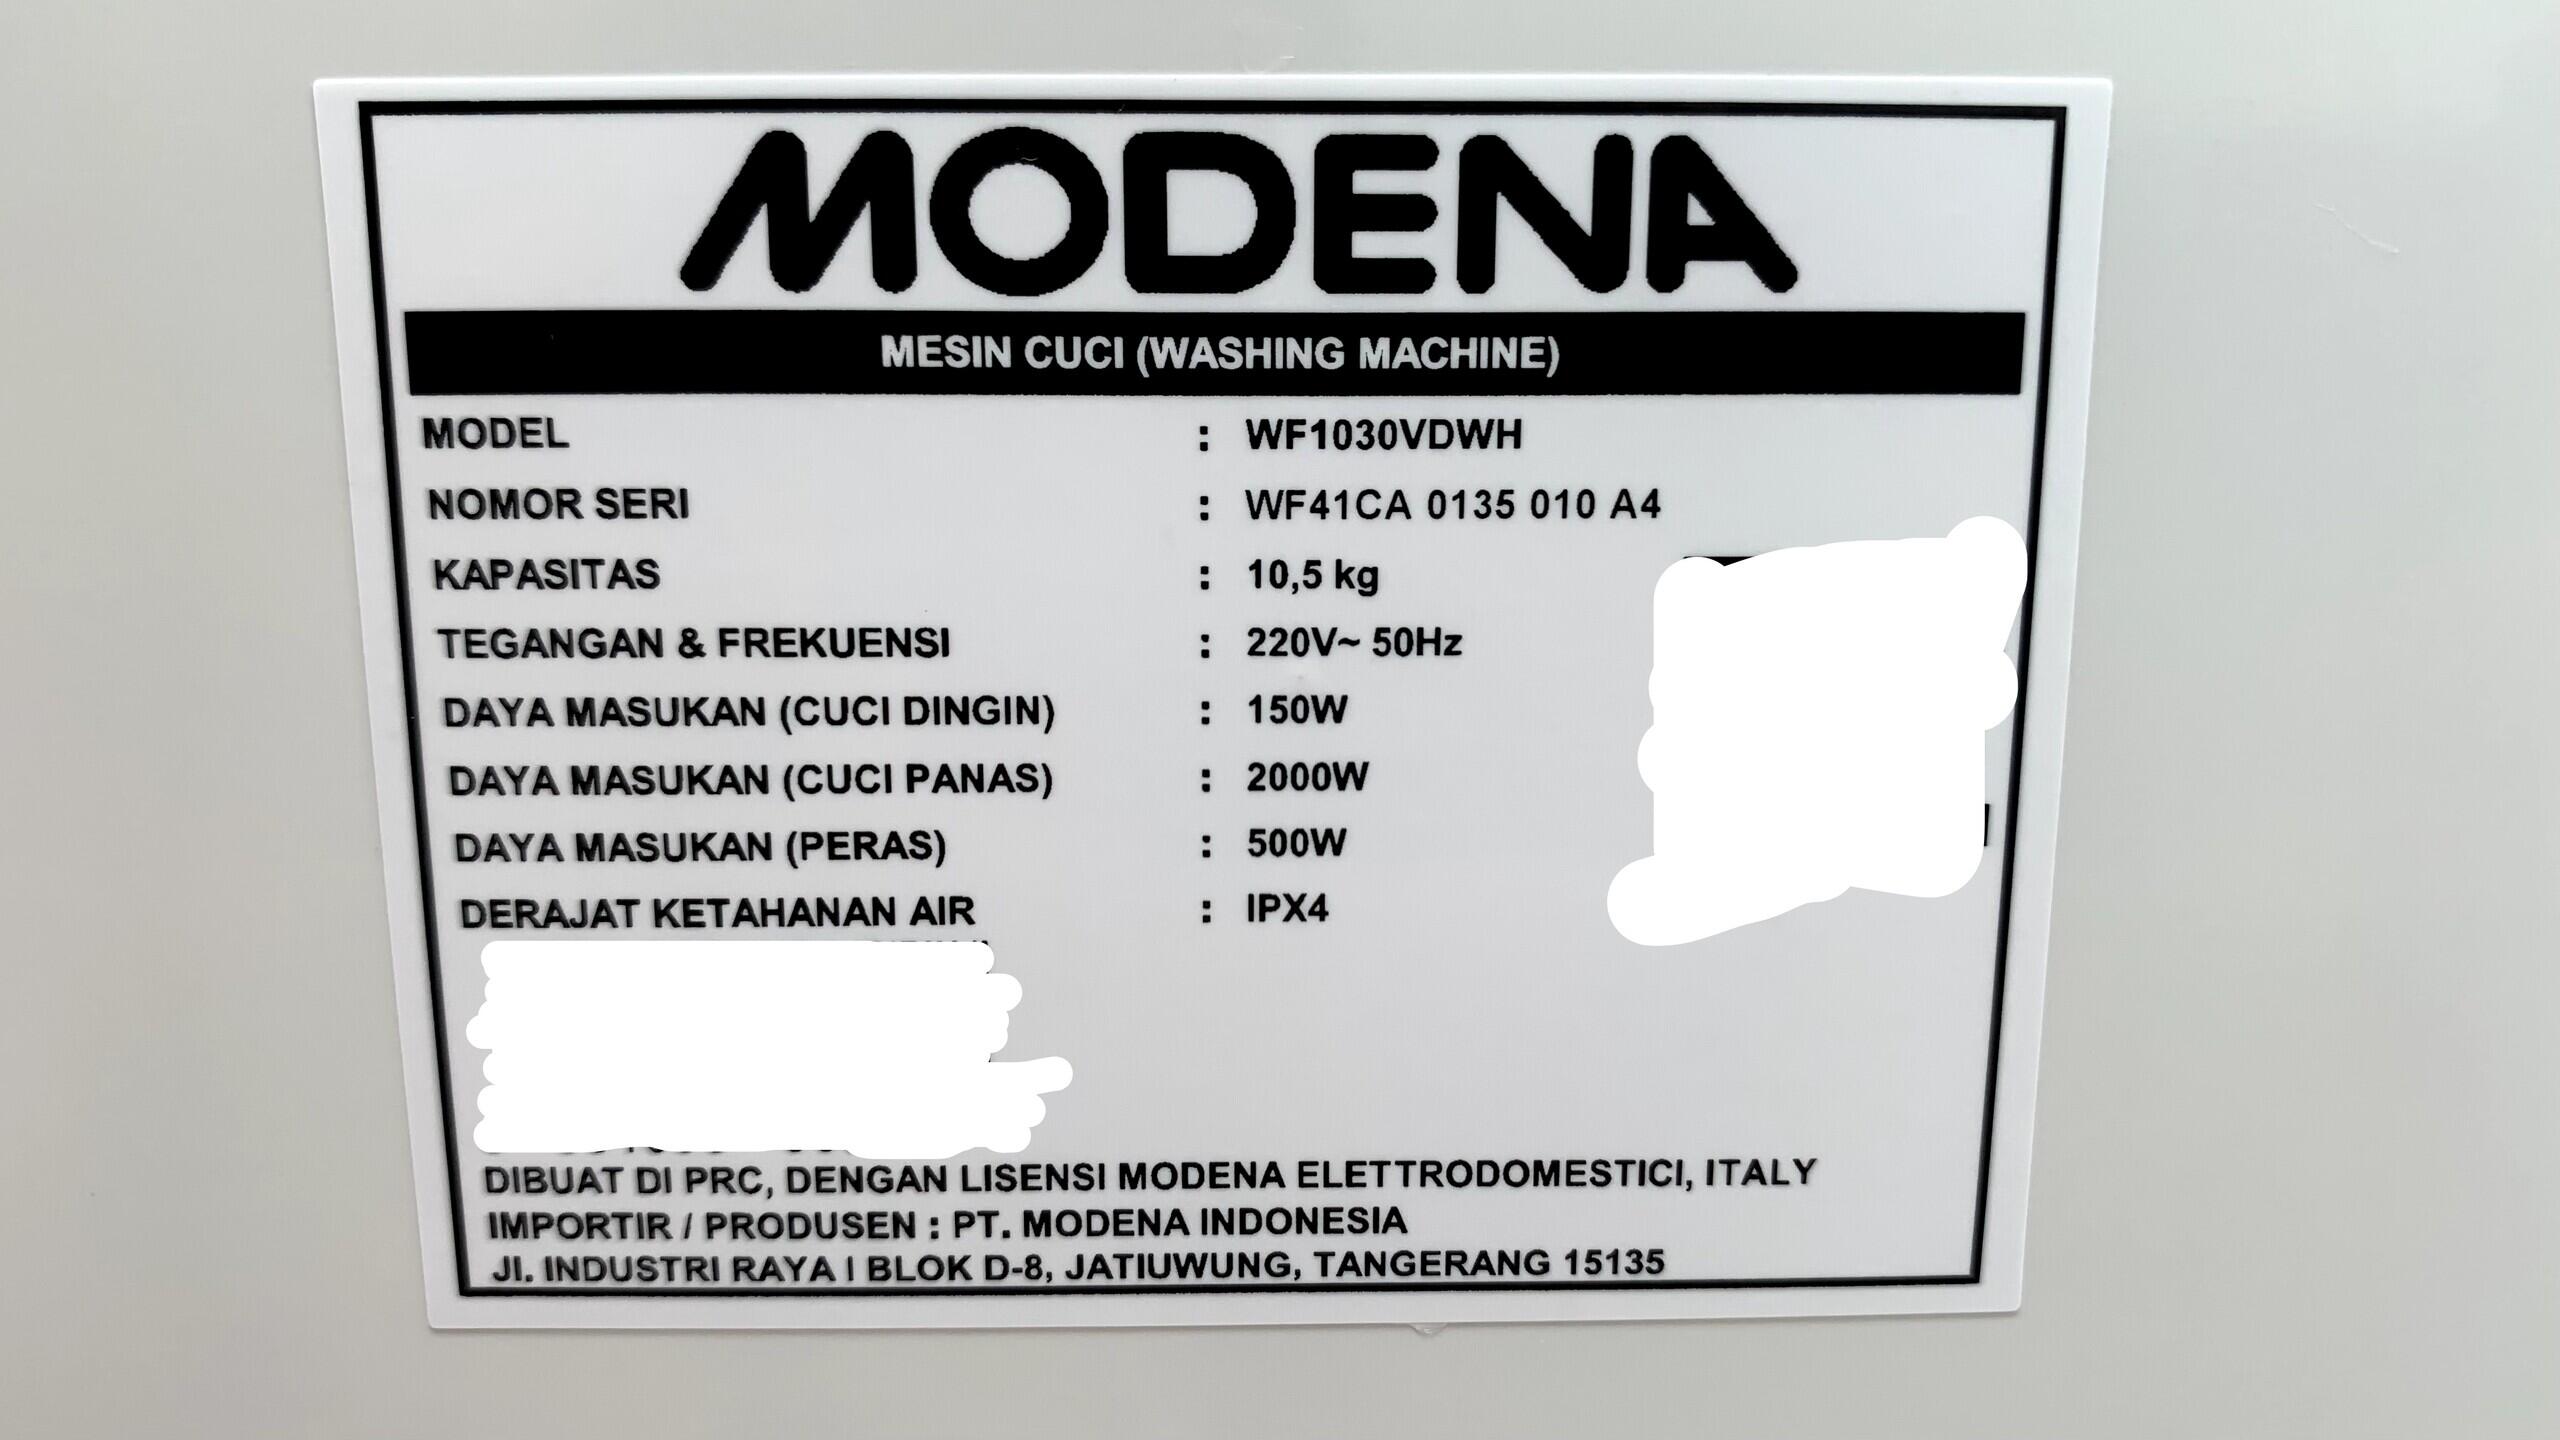 MODENA
MESIN CUCI (WASHING MACHINE)
MODEL : WF1030VDWH
NOMOR SERI : WF41CA 0135 010 A4
KAPASITAS : 10,5 kg
TEGANGAN & FREKUENSI : 220V~ 50Hz
DAYA MASUKAN (CUCI DINGIN) : 150W
DAYA MASUKAN (CUCI PANAS) : 2000W
DAYA MASUKAN (PERAS) : 500W
DERAJAT KETAHANAN AIR : IPX4
DIBUAT DI PRC, DENGAN LISENSI MODENA ELETTRODOMESTICI, ITALY
IMPORTIR / PRODUSEN : PT. MODENA INDONESIA
Jl. INDUSTRI RAYA I BLOK D-8, JATIUWUNG, TANGERANG 15135